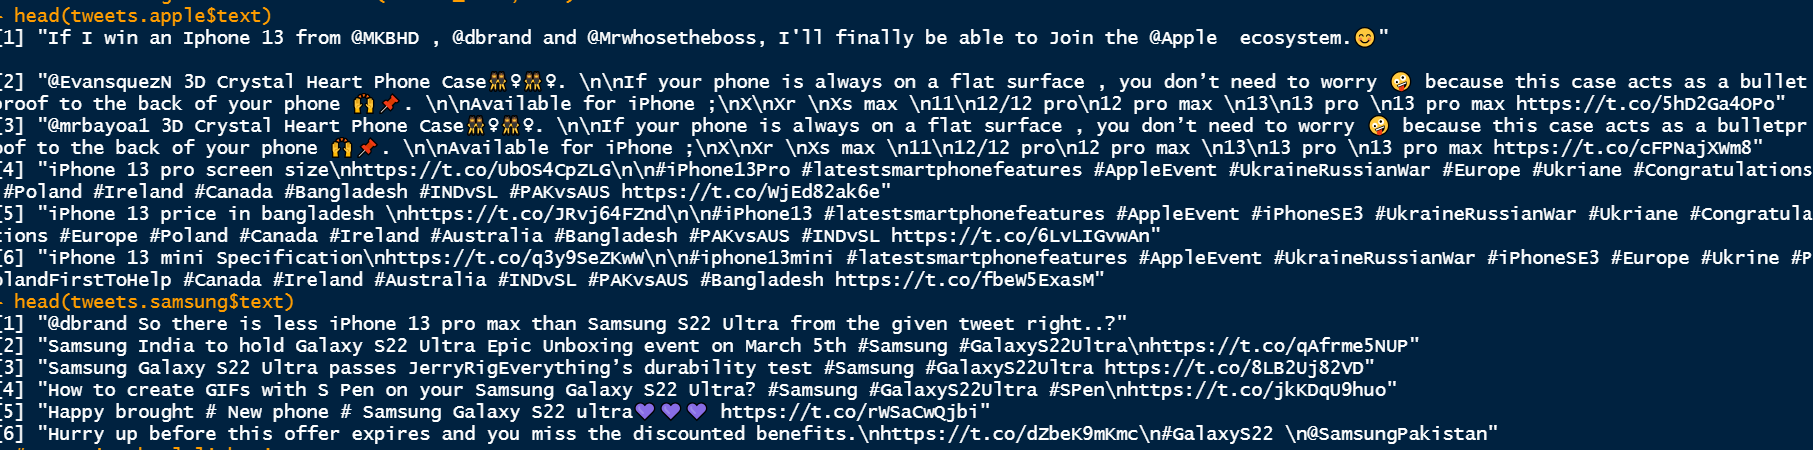 head(tweets.apple$text)
[1] "If I win an Iphone 13 from @MKBHD , @dbrand and @Mrwhosetheboss, I'll finally be able to Join the @Apple  ecosystem.😊"
[2] "@EvansquezN 3D Crystal Heart Phone Case👯♀👯♀. \n\nIf your phone is always on a flat surface , you don’t need to worry 🤪 because this case acts as a bullet
proof to the back of your phone 🙌📌. \n\nAvailable for iPhone ;\nX\nXr \nXs max \n11\n12/12 pro\n12 pro max \n13\n13 pro \n13 pro max https://t.co/5hD2Ga4OPo"
[3] "@mrbayoa1 3D Crystal Heart Phone Case👯♀👯♀. \n\nIf your phone is always on a flat surface , you don’t need to worry 🤪 because this case acts as a bulletpr
oof to the back of your phone 🙌📌. \n\nAvailable for iPhone ;\nX\nXr \nXs max \n11\n12/12 pro\n12 pro max \n13\n13 pro \n13 pro max https://t.co/cFPNajXWm8"
[4] "iPhone 13 pro screen size\nhttps://t.co/UbOS4CpZLG\n\n#iPhone13Pro #latestsmartphonefeatures #AppleEvent #UkraineRussianWar #Europe #Ukriane #Congratulations
#Poland #Ireland #Canada #Bangladesh #INDvSL #PAKvsAUS https://t.co/WjEd82ak6e"
[5] "iPhone 13 price in bangladesh \nhttps://t.co/JRvj64FZnd\n\n#iPhone13 #latestsmartphonefeatures #AppleEvent #iPhoneSE3 #UkraineRussianWar #Ukriane #Congratula
tions #Europe #Poland #Canada #Ireland #Australia #Bangladesh #PAKvsAUS #INDvSL https://t.co/6LvLIGvwAn"
[6] "iPhone 13 mini Specification\nhttps://t.co/q3y9SeZKwW\n\n#iphone13mini #latestsmartphonefeatures #AppleEvent #UkraineRussianWar #iPhoneSE3 #Europe #Ukrine #P
olandFirstToHelp #Canada #Ireland #Australia #INDvSL #PAKvsAUS #Bangladesh https://t.co/fbeW5ExasM"
head(tweets.samsung$text)
[1] "@dbrand So there is less iPhone 13 pro max than Samsung S22 Ultra from the given tweet right..?"
[2] "Samsung India to hold Galaxy S22 Ultra Epic Unboxing event on March 5th #Samsung #GalaxyS22Ultra\nhttps://t.co/qAfrme5NUP"
[3] "Samsung Galaxy S22 Ultra passes JerryRigEverything’s durability test #Samsung #GalaxyS22Ultra https://t.co/8LB2Uj82VD"
[4] "How to create GIFs with S Pen on your Samsung Galaxy S22 Ultra? #Samsung #GalaxyS22Ultra #SPen\nhttps://t.co/jkKDqU9huo"
[5] "Happy brought # New phone # Samsung Galaxy S22 ultra💜💜💜 https://t.co/rWSaCwQjbi"
[6] "Hurry up before this offer expires and you miss the discounted benefits.\nhttps://t.co/dZbeK9mKmc\n#GalaxyS22 \n@SamsungPakistan"